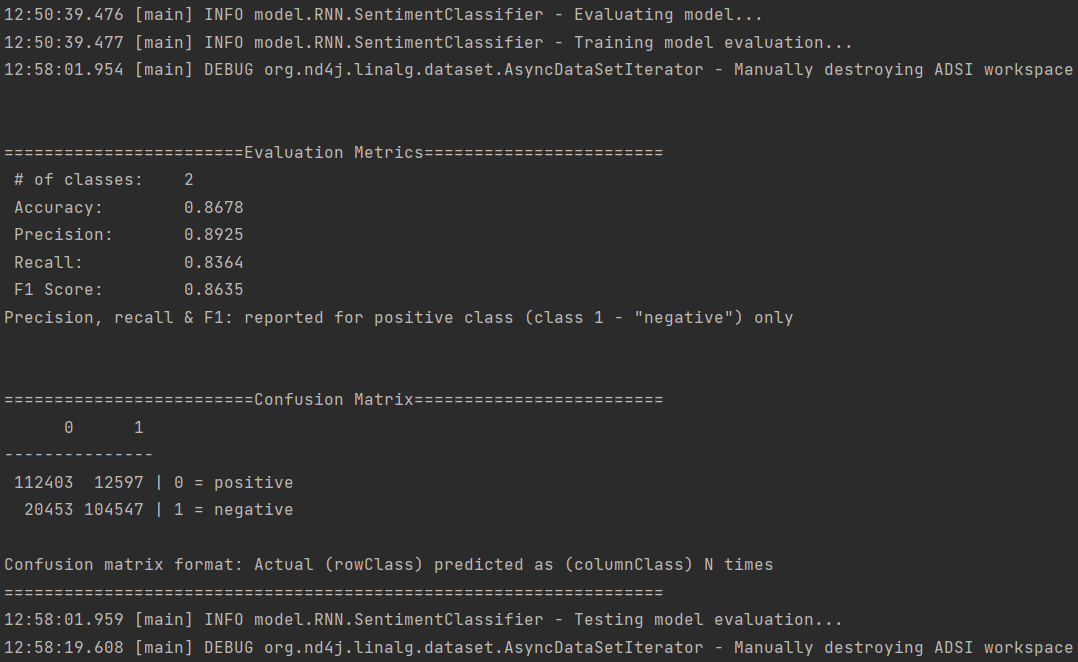 12:50:39.476 [main] INFO model.RNN.SentimentClassifier - Evaluating model...
12:50:39.477 [main] INFO model.RNN.SentimentClassifier - Training model evaluation...
12:58:01.954 [main] DEBUG org.nd4j.linalg.dataset.AsyncDataSetIterator - Manually destroying ADSI workspace
========================Evaluation Metrics========================
 # of classes:    2
 Accuracy:        0.8678
 Precision:       0.8925
 Recall:          0.8364
 F1 Score:        0.8635
Precision, recall & F1: reported for positive class (class 1 - "negative") only
=========================Confusion Matrix=========================
      0      1
---------------
 112403  12597 | 0 = positive
  20453 104547 | 1 = negative
Confusion matrix format: Actual (rowClass) predicted as (columnClass) N times
==================================================================
12:58:01.959 [main] INFO model.RNN.SentimentClassifier - Testing model evaluation...
12:58:19.608 [main] DEBUG org.nd4j.linalg.dataset.AsyncDataSetIterator - Manually destroying ADSI workspace